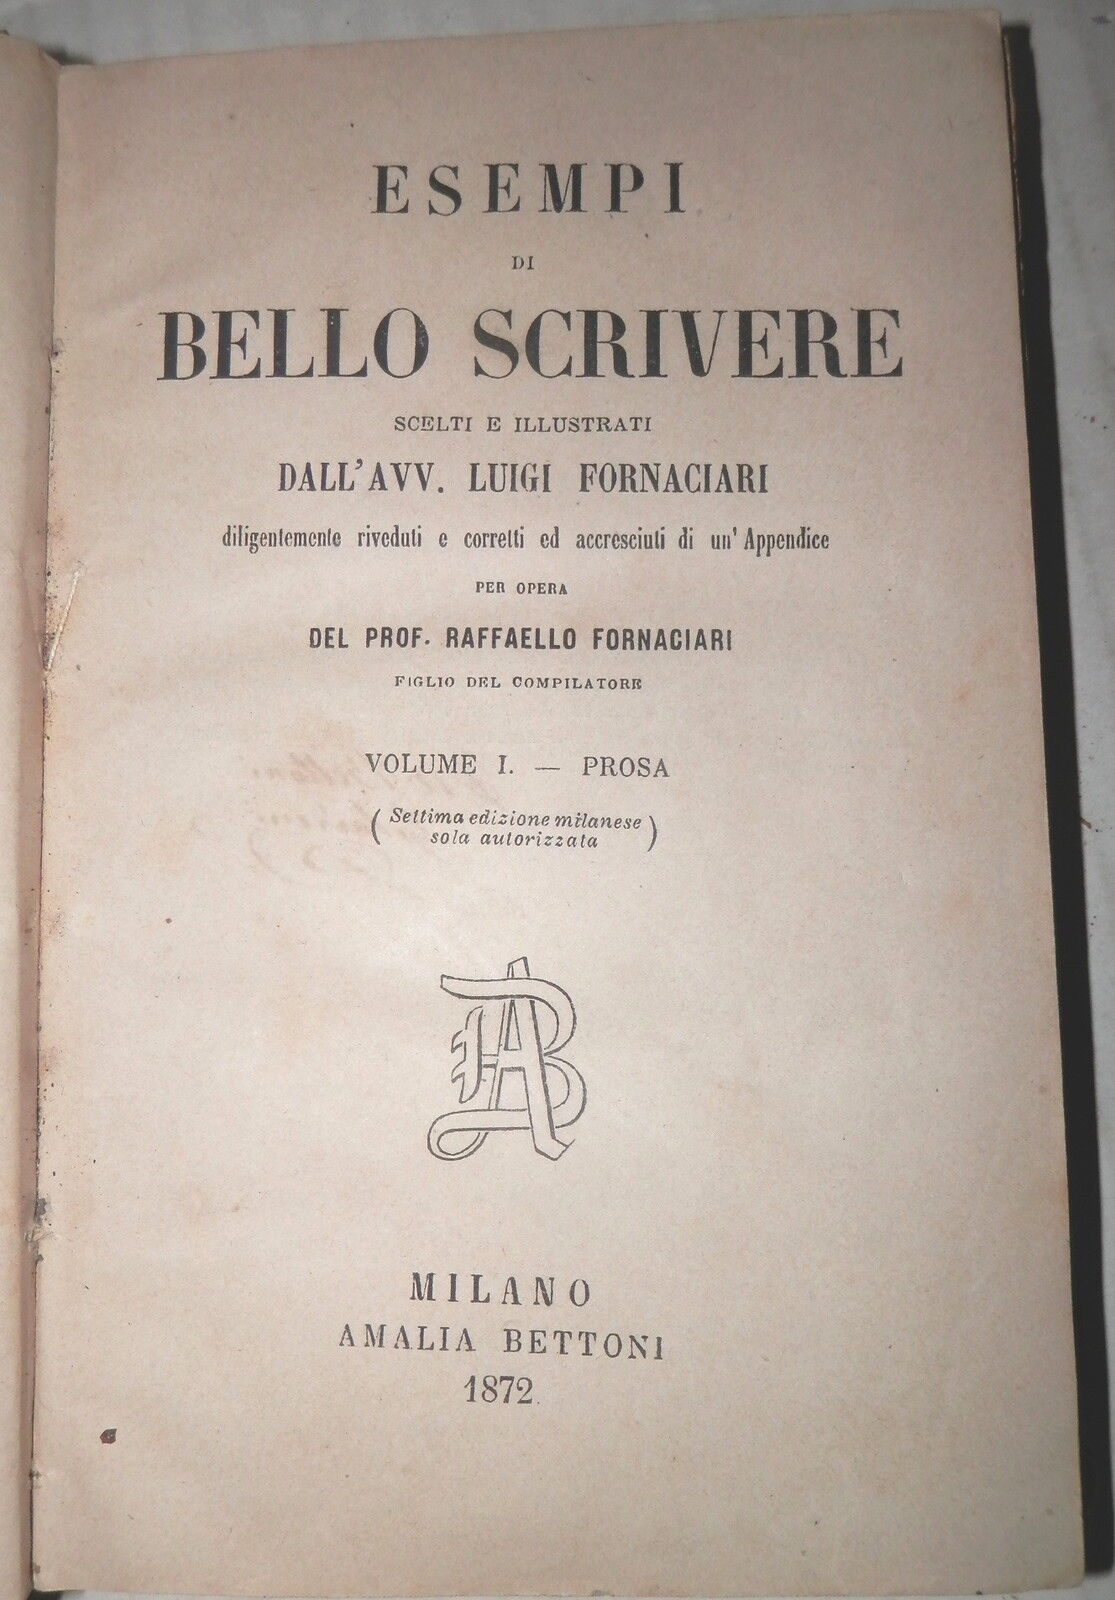 ESEMPI
DI
BELLO SCRIVERE
SCELTI E ILLUSTRATI
DALL'AVV. LUIGI FORNACIARI
diligentemente riveduti e corretti ed accresciuti di un' Appendice
PER OPERA
DEL PROF. RAFFAELLO FORNACIARI
FIGLIO DEL COMPILATORE
VOLUME I. — PROSA
(Settima edizione milanese
sola autorizzata)
AB
MILANO
AMALIA BETTONI
1872